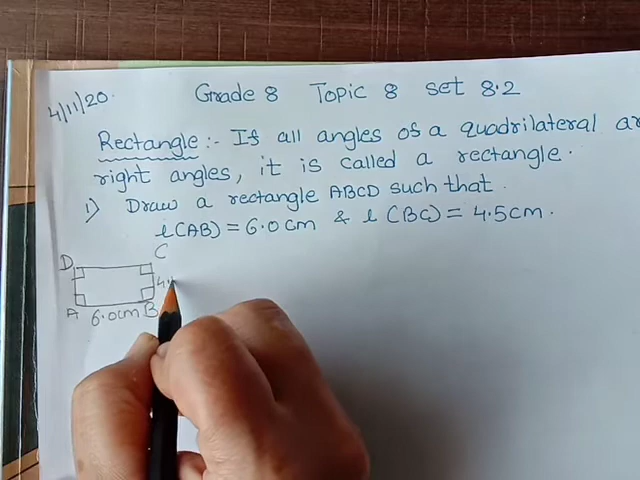 4/11/20. Grade 8 Topic 8 set 8.2
Rectangle :- If all angles of a quadrilateral
right angles, it is called a rectangle.
1) Draw a rectangle ABCD such that.
l(AB) = 6.0 cm & l (BC) = 4.5 cm.
D C
A 6.0cm B